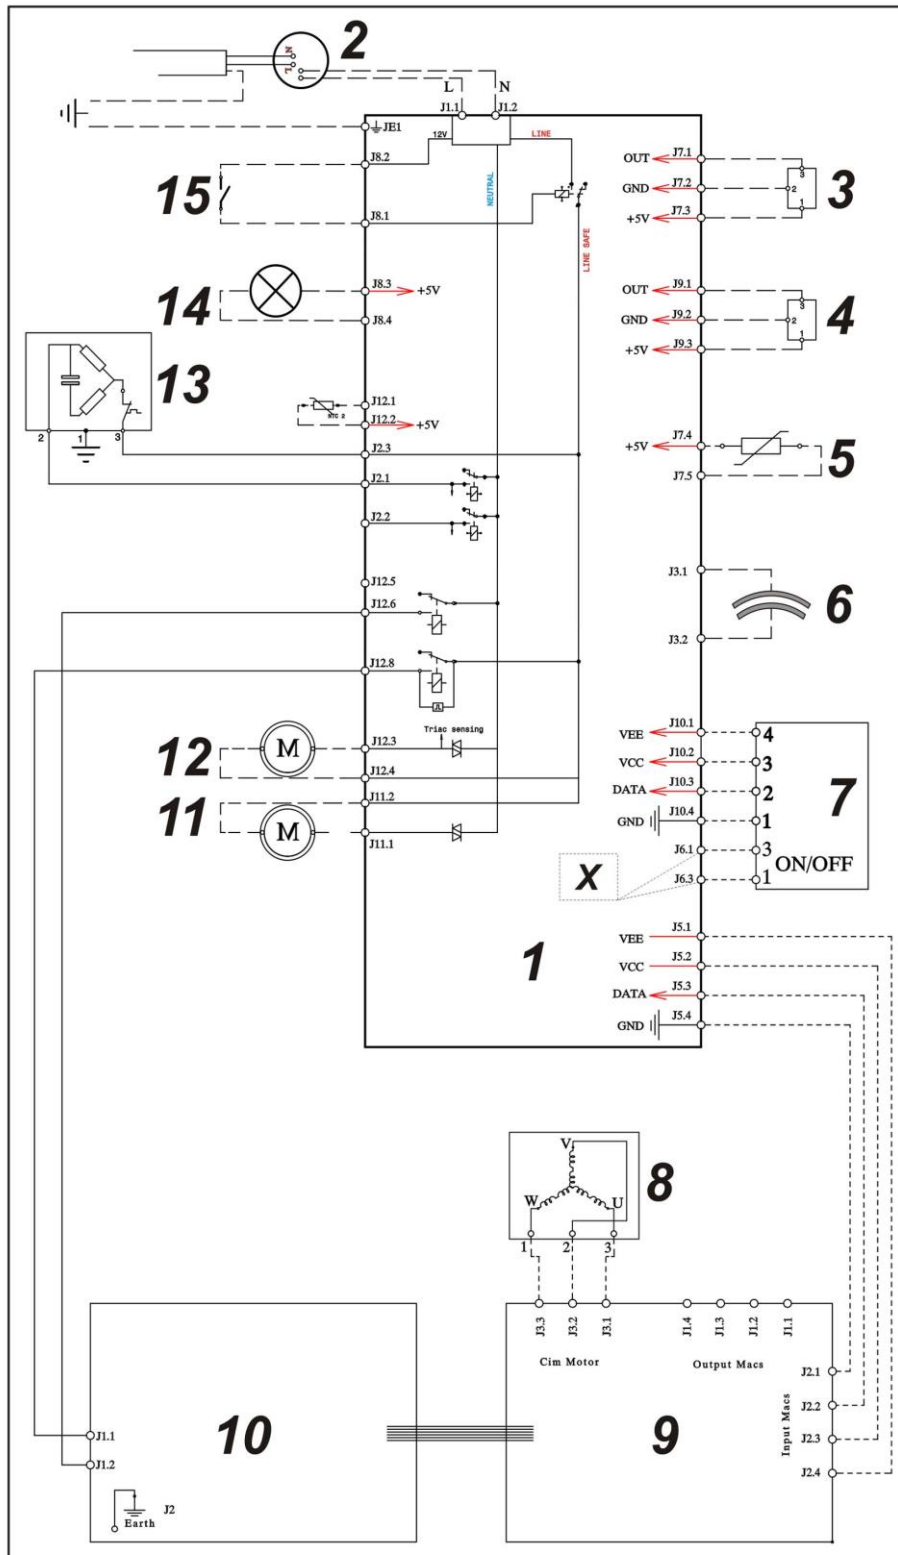 2
N
L
L N
J1.1 J1.2
JE1
12V
LINE
J8.2
NEUTRAL
15
J8.1
LINE SAFE
OUT J7.1
3
GND J7.2
2
3
+5V J7.3
1
14
J8.3 +5V
J8.4
OUT J9.1
3
GND J9.2
2
4
+5V J9.3
1
13
2 1 3
NTC 2
J12.1
J12.2 +5V
J2.3
J2.1
J2.2
+5V J7.4
5
J7.5
J12.5
J12.6
J12.8
J3.1
6
J3.2
Triac sensing
12
M
J12.3
J12.4
11
M
J11.2
J11.1
VEE J10.1 4
VCC J10.2 3
DATA J10.3 2
7
GND J10.4 1
J6.1 3
ON/OFF
J6.3 1
X
1
VEE J5.1
VCC J5.2
DATA J5.3
GND J5.4
8
V
W U
1 2 3
J3.3 J3.2 J3.1 J1.4 J1.3 J1.2 J1.1
Cim Motor Output Macs
Input Macs
J2.1
J2.2
J2.3
J2.4
9
10
J1.1
J1.2
Earth J2